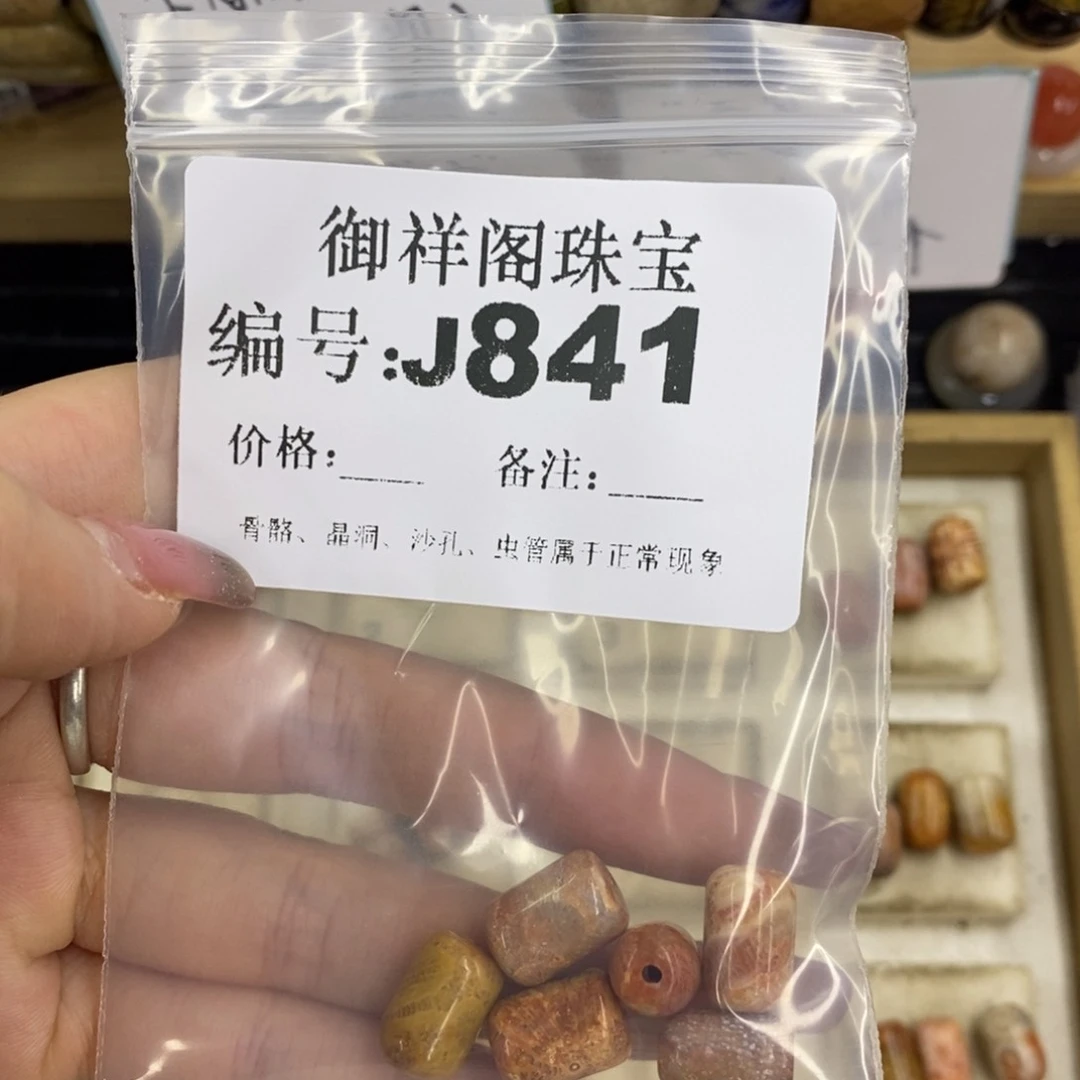 御祥阁珠宝
编号:J841
价格:____ 备注:____
骨骼、晶洞、沙孔、虫管属于正常现象